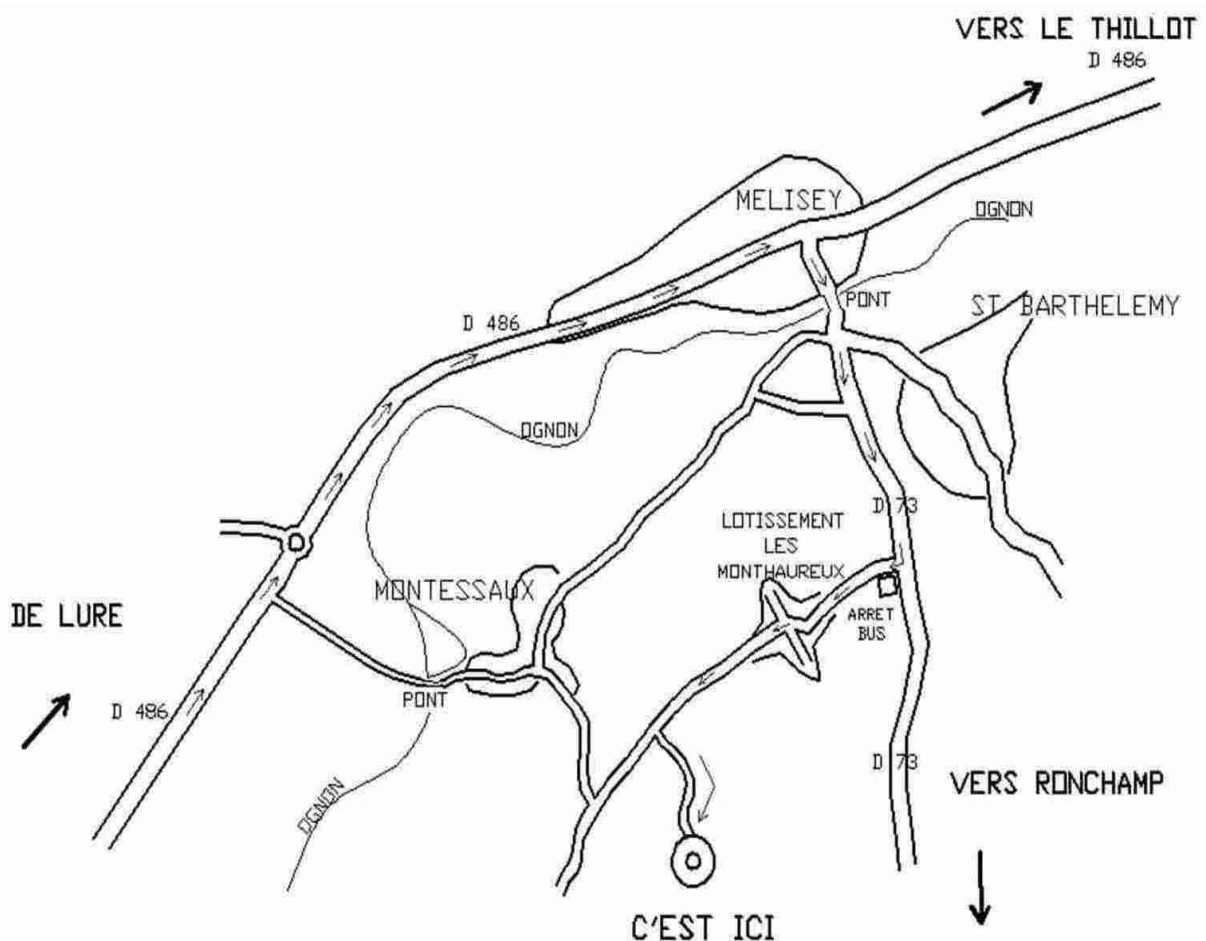 VERS LE THILLOT
D 486
MELISEY
OGNON
PONT
ST BARTHELEMY
D 486
OGNON
D 73
LOTISSEMENT
LES
MONTHAUREUX
MONTESSAUX
ARRET
BUS
DE LURE
PONT
D 486
D 73
VERS RONCHAMP
OGNON
C'EST ICI